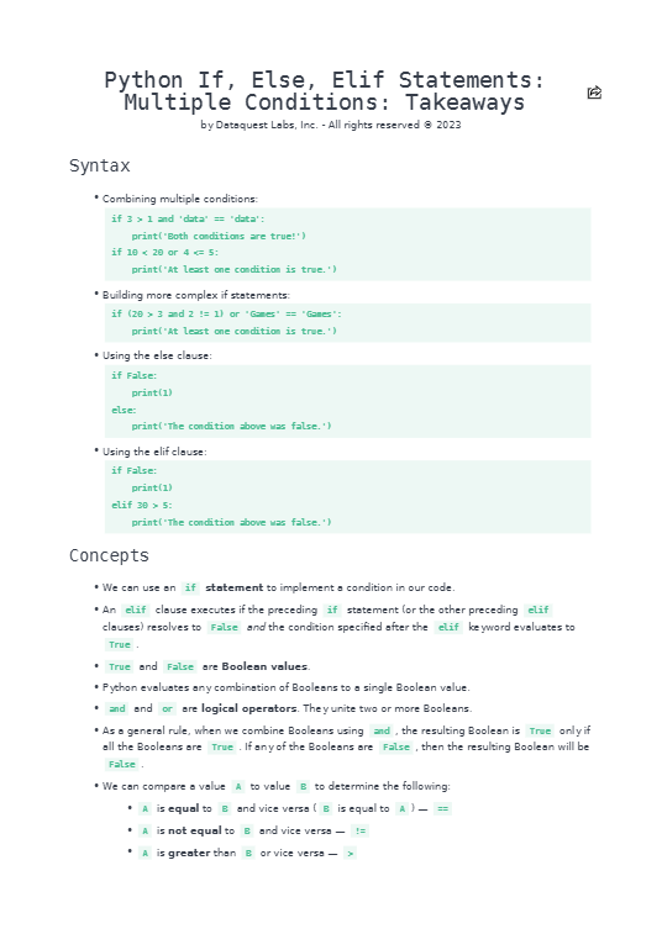 Python If, Else, Elif Statements:
Multiple Conditions: Takeaways
by Dataquest Labs, Inc. - All rights reserved © 2023
Syntax
• Combining multiple conditions:
if 3 > 1 and 'data' == 'data':
    print('Both conditions are true!')
if 10 < 20 or 4 <= 5:
    print('At least one condition is true.')
• Building more complex if statements:
if (20 > 3 and 2 != 1) or 'Games' == 'Games':
    print('At least one condition is true.')
• Using the else clause:
if False:
    print(1)
else:
    print('The condition above was false.')
• Using the elif clause:
if False:
    print(1)
elif 30 > 5:
    print('The condition above was false.')
Concepts
• We can use an if statement to implement a condition in our code.
• An elif clause executes if the preceding if statement (or the other preceding elif
clauses) resolves to False and the condition specified after the elif keyword evaluates to
True .
• True and False are Boolean values.
• Python evaluates any combination of Booleans to a single Boolean value.
• and and or are logical operators. They unite two or more Booleans.
• As a general rule, when we combine Booleans using and , the resulting Boolean is True only if
all the Booleans are True . If any of the Booleans are False , then the resulting Boolean will be
False .
• We can compare a value A to value B to determine the following:
• A is equal to B and vice versa ( B is equal to A ) — ==
• A is not equal to B and vice versa — !=
• A is greater than B or vice versa — >